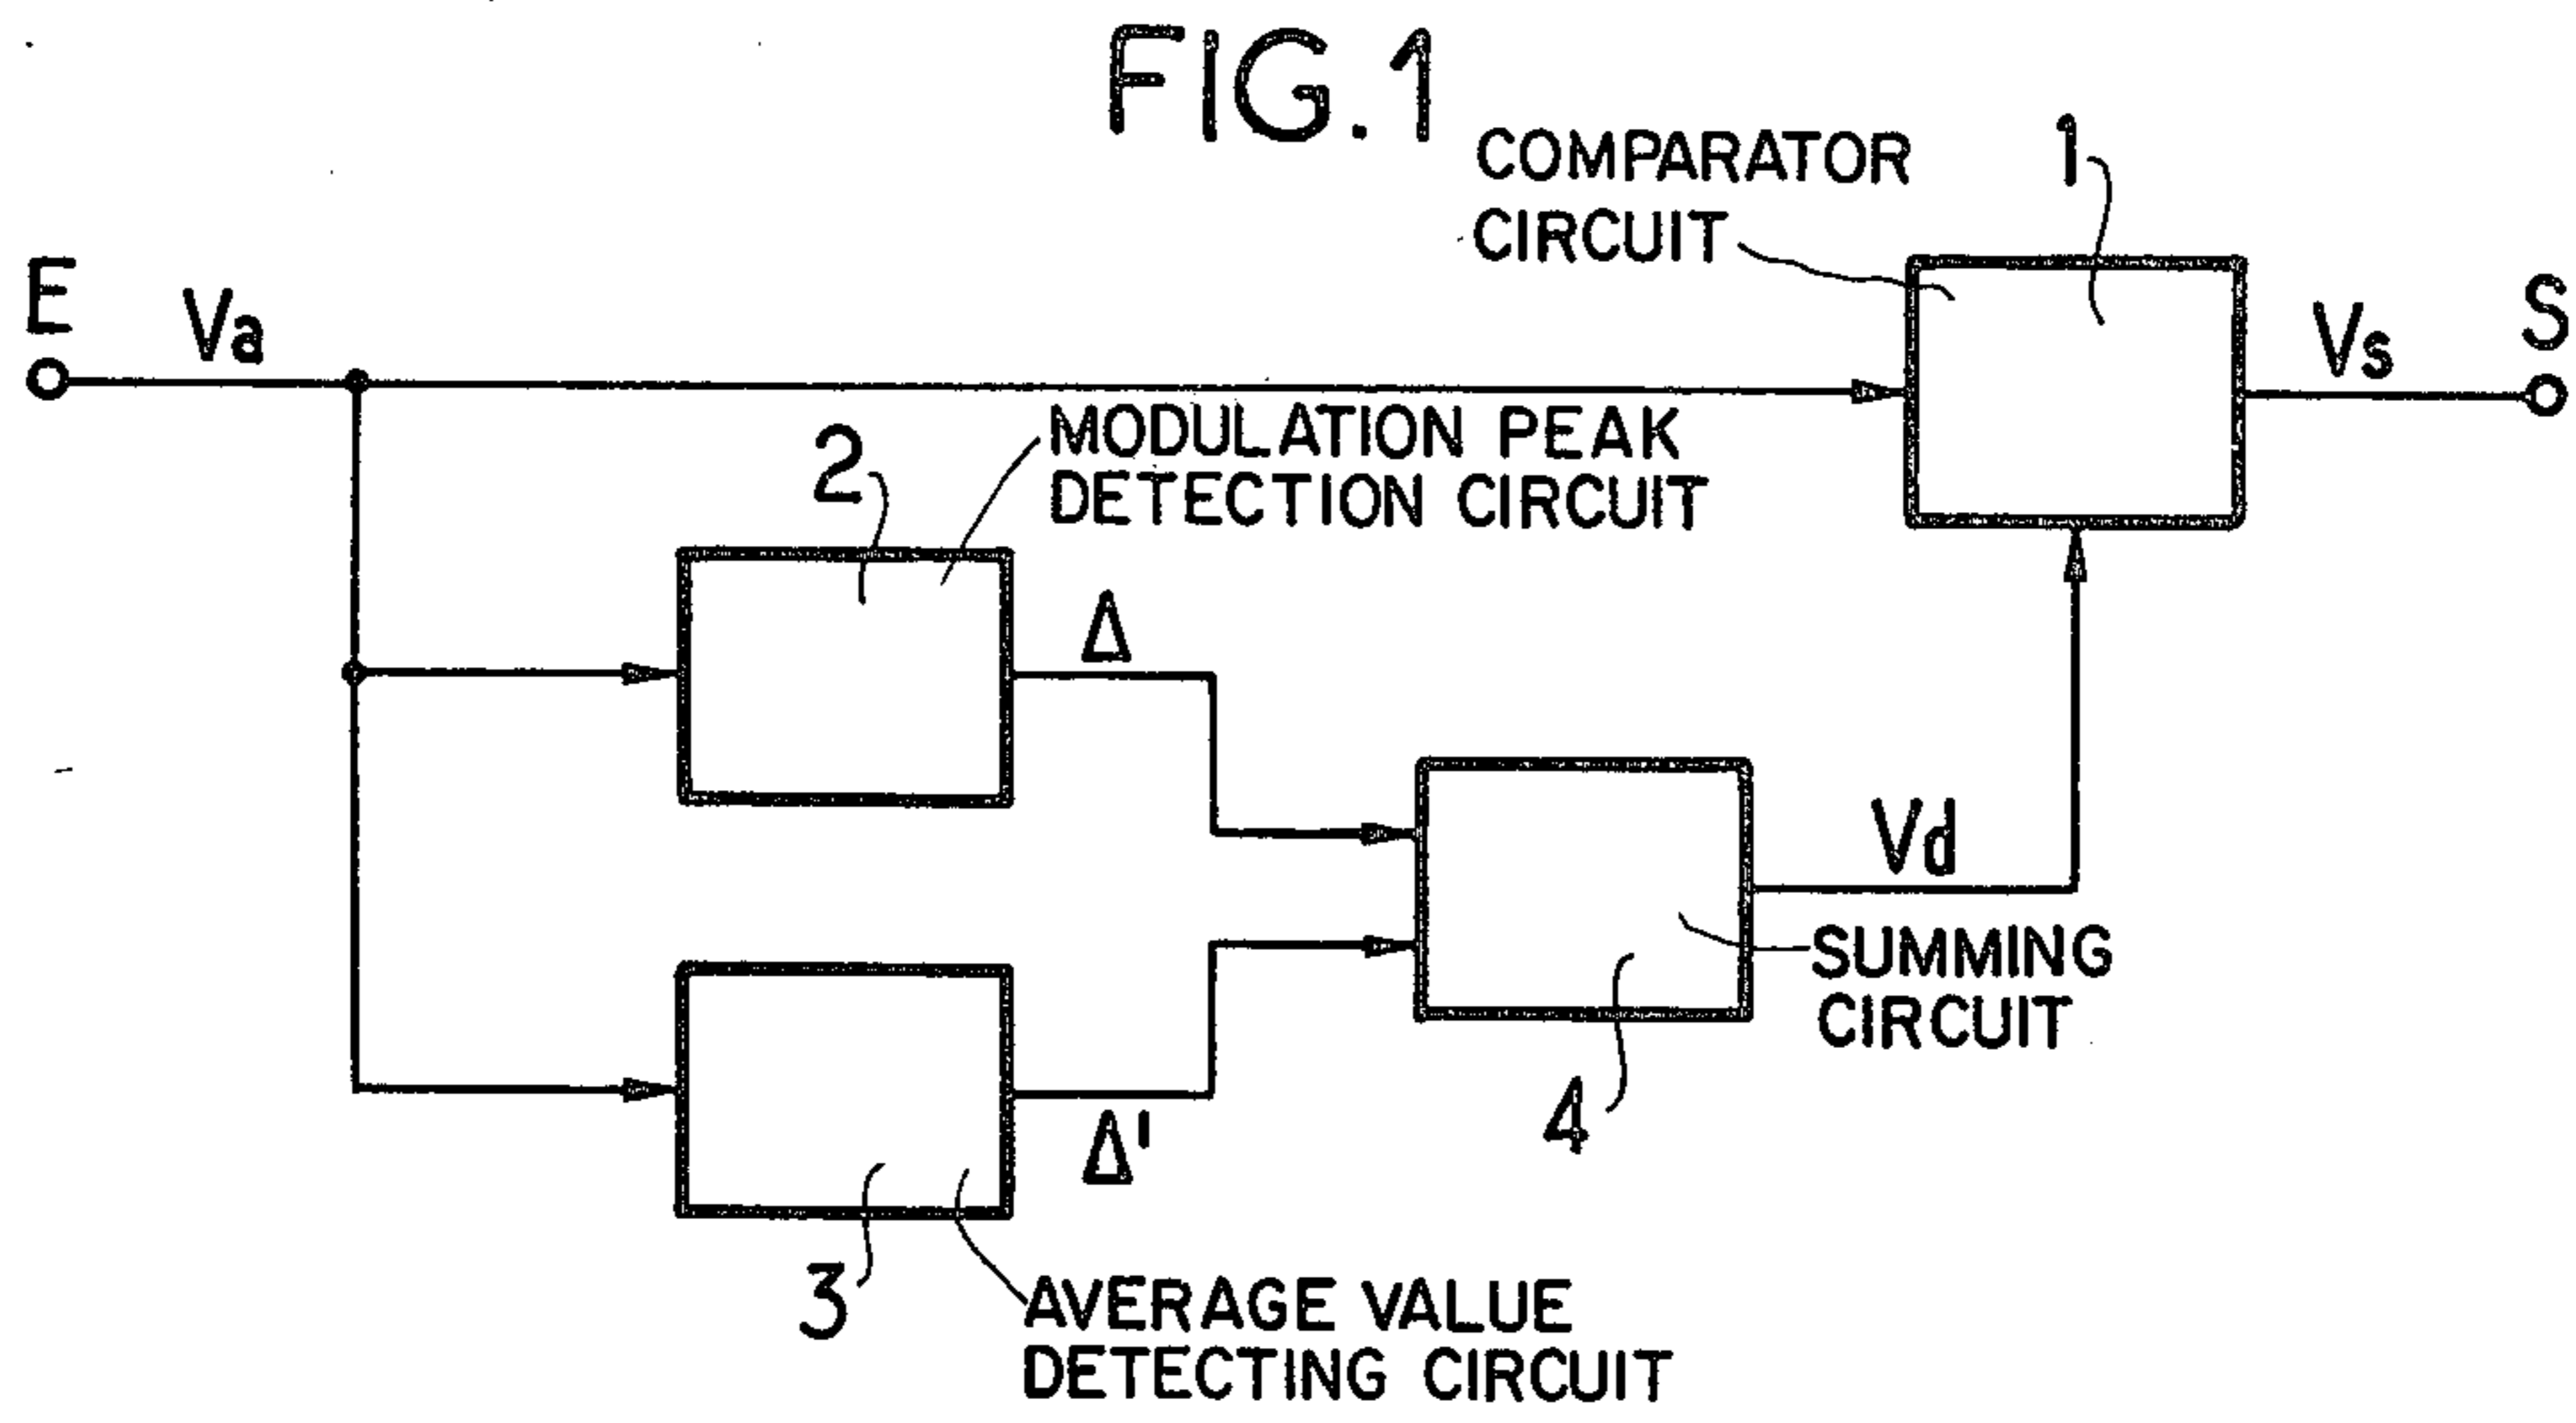 FIG.1
COMPARATOR
CIRCUIT
1
E
Va
Vs
S
MODULATION PEAK
DETECTION CIRCUIT
2
Δ
Vd
SUMMING
CIRCUIT
4
Δ'
3
AVERAGE VALUE
DETECTING CIRCUIT